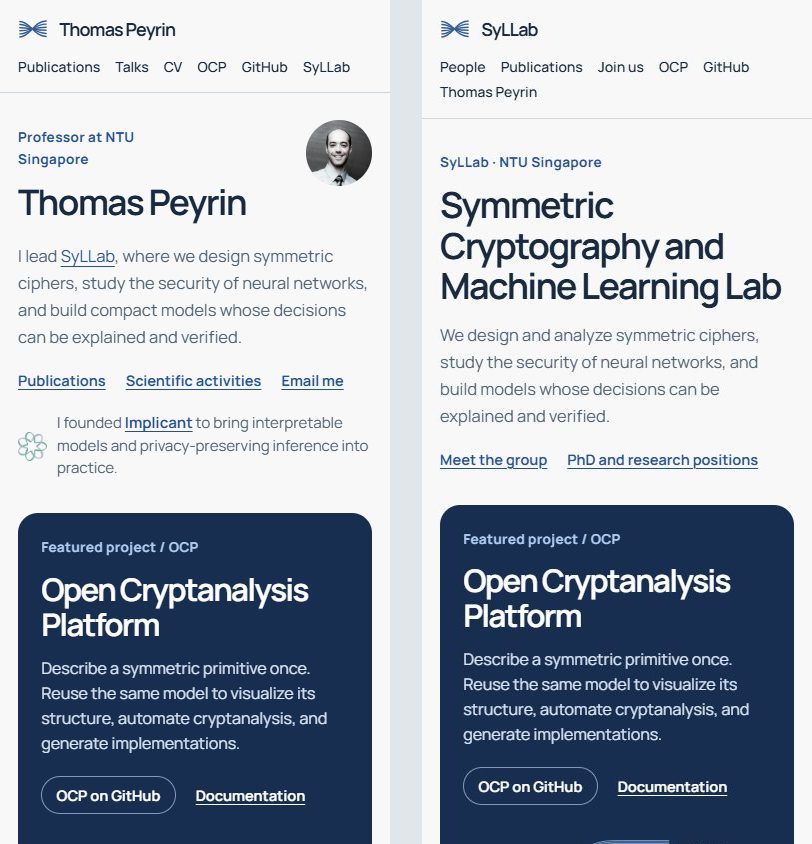 Thomas Peyrin
Publications Talks CV OCP GitHub SyLLab
Professor at NTU
Singapore
Thomas Peyrin
I lead SyLLab, where we design symmetric
ciphers, study the security of neural networks,
and build compact models whose decisions
can be explained and verified.
Publications Scientific activities Email me
I founded Implicant to bring interpretable
models and privacy-preserving inference into
practice.
Featured project / OCP
Open Cryptanalysis
Platform
Describe a symmetric primitive once.
Reuse the same model to visualize its
structure, automate cryptanalysis, and
generate implementations.
OCP on GitHub Documentation
SyLLab
People Publications Join us OCP GitHub
Thomas Peyrin
SyLLab · NTU Singapore
Symmetric
Cryptography and
Machine Learning Lab
We design and analyze symmetric ciphers,
study the security of neural networks, and
build models whose decisions can be
explained and verified.
Meet the group PhD and research positions
Featured project / OCP
Open Cryptanalysis
Platform
Describe a symmetric primitive once.
Reuse the same model to visualize its
structure, automate cryptanalysis, and
generate implementations.
OCP on GitHub Documentation